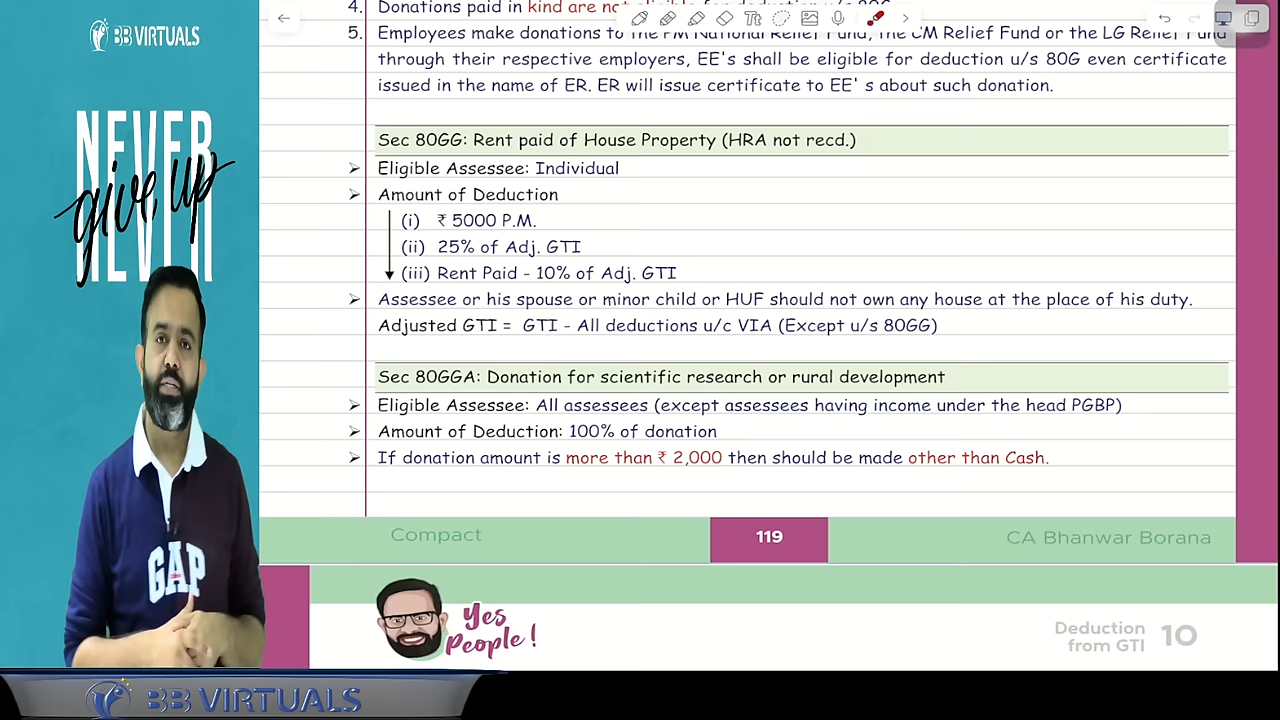 BB VIRTUALS
NEVER
give up
NEVER
GAP
4. Donations paid in kind are not eligible for deduction u/s 80G
5. Employees make donations to the PM National Relief Fund, the CM Relief Fund or the LG Relief Fund
through their respective employers, EE's shall be eligible for deduction u/s 80G even certificate
issued in the name of ER. ER will issue certificate to EE' s about such donation.
Sec 80GG: Rent paid of House Property (HRA not recd.)
➢ Eligible Assessee: Individual
➢ Amount of Deduction
(i) ₹ 5000 P.M.
(ii) 25% of Adj. GTI
(iii) Rent Paid - 10% of Adj. GTI
➢ Assessee or his spouse or minor child or HUF should not own any house at the place of his duty.
Adjusted GTI = GTI - All deductions u/c VIA (Except u/s 80GG)
Sec 80GGA: Donation for scientific research or rural development
➢ Eligible Assessee: All assessees (except assessees having income under the head PGBP)
➢ Amount of Deduction: 100% of donation
➢ If donation amount is more than ₹ 2,000 then should be made other than Cash.
Compact 119 CA Bhanwar Borana
Yes
People!
Deduction
from GTI 10
BB VIRTUALS